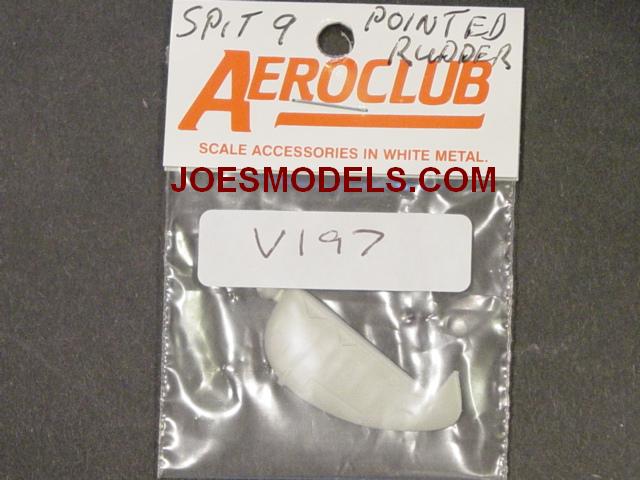 SPiT 9 POINTED
RUDDER
AEROCLUB
SCALE ACCESSORIES IN WHITE METAL.
JOESMODELS.COM
V197